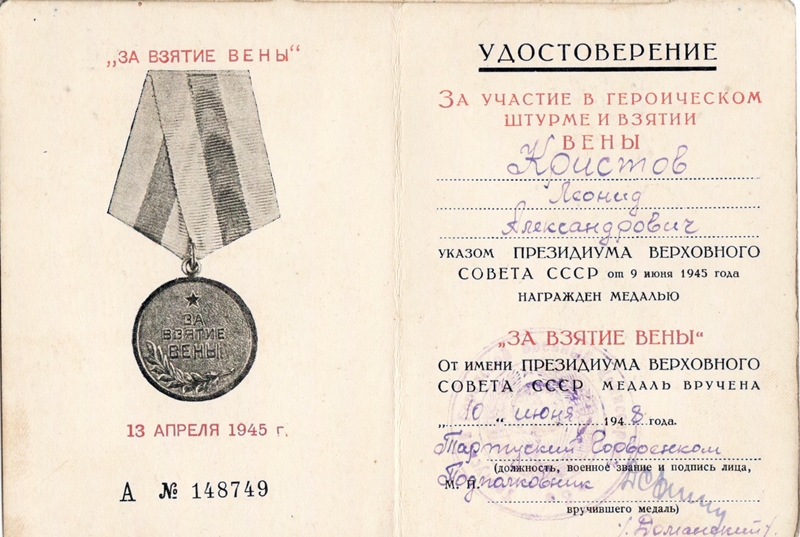 „ЗА ВЗЯТИЕ ВЕНЫ“
ЗА
ВЗЯТИЕ
ВЕНЫ
13 АПРЕЛЯ 1945 г.
А № 148749
УДОСТОВЕРЕНИЕ
ЗА УЧАСТИЕ В ГЕРОИЧЕСКОМ
ШТУРМЕ И ВЗЯТИИ
ВЕНЫ
Кристов
Леонид
Александрович
УКАЗОМ ПРЕЗИДИУМА ВЕРХОВНОГО
СОВЕТА СССР от 9 июня 1945 года
НАГРАЖДЕН МЕДАЛЬЮ
„ЗА ВЗЯТИЕ ВЕНЫ“
ОТ ИМЕНИ ПРЕЗИДИУМА ВЕРХОВНОГО
СОВЕТА СССР МЕДАЛЬ ВРУЧЕНА
„10“ июня 1948 года.
Тартуский Горвоенком
(должность, военное звание и подпись лица,
М. П. Подполковник
вручившего медаль)
/Доманский/.